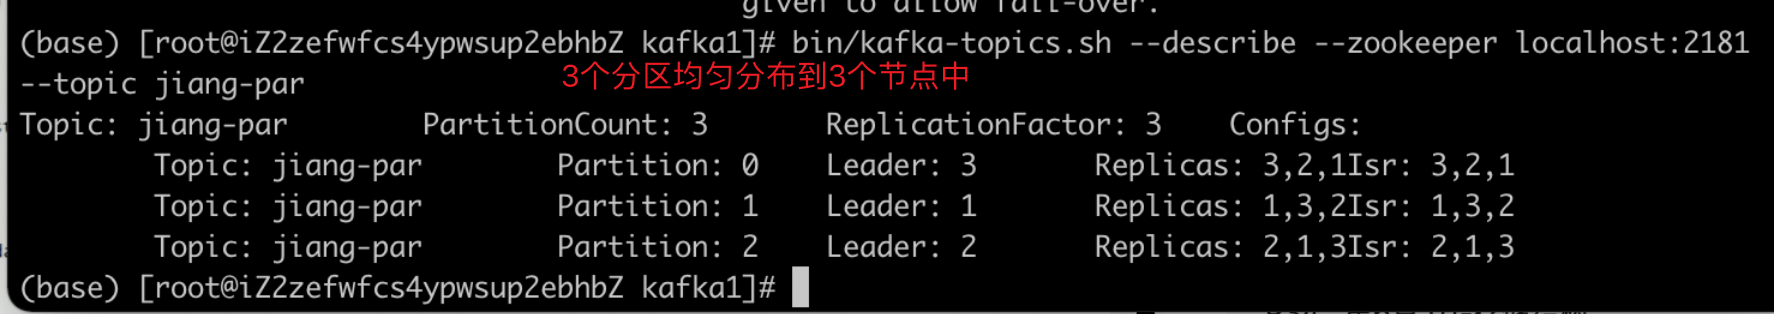 given to allow fail-over.
(base) [root@iZ2zefwfcs4ypwsup2ebhbZ kafka1]# bin/kafka-topics.sh --describe --zookeeper localhost:2181
--topic jiang-par 3个分区均匀分布到3个节点中
Topic: jiang-par PartitionCount: 3 ReplicationFactor: 3 Configs:
Topic: jiang-par Partition: 0 Leader: 3 Replicas: 3,2,1Isr: 3,2,1
Topic: jiang-par Partition: 1 Leader: 1 Replicas: 1,3,2Isr: 1,3,2
Topic: jiang-par Partition: 2 Leader: 2 Replicas: 2,1,3Isr: 2,1,3
(base) [root@iZ2zefwfcs4ypwsup2ebhbZ kafka1]#